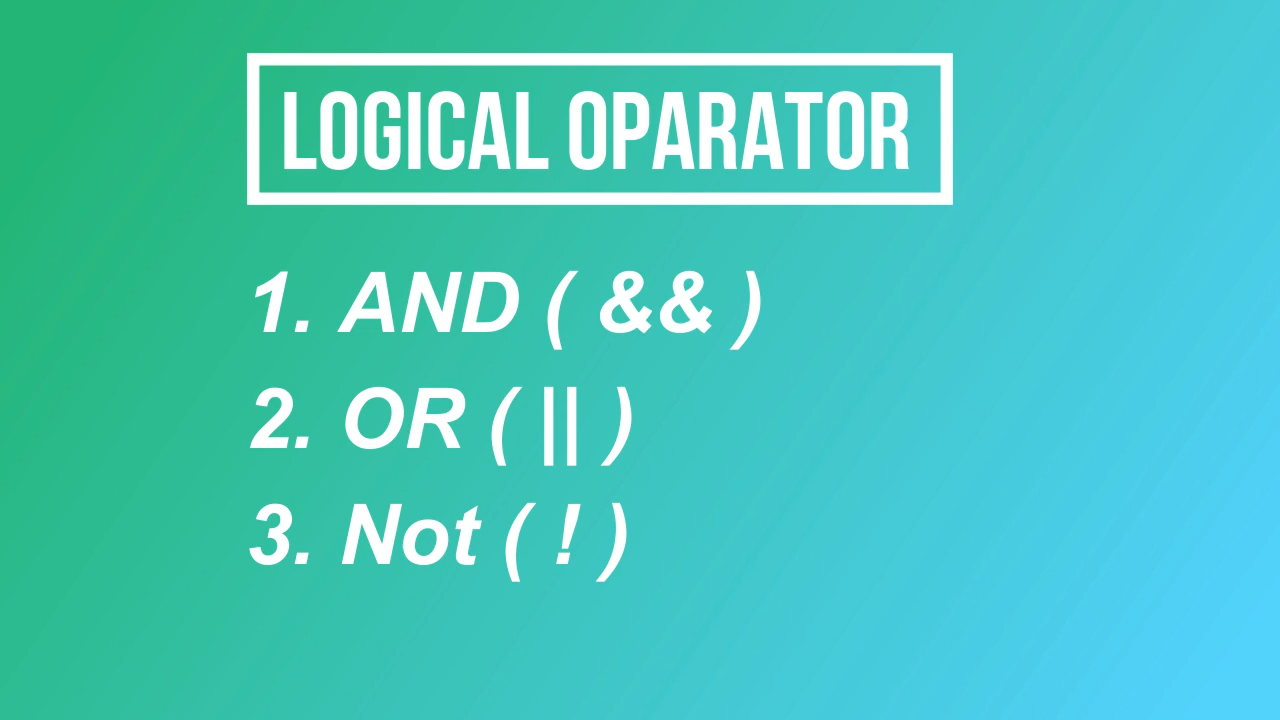 LOGICAL OPARATOR
1. AND ( && )
2. OR ( || )
3. Not ( ! )